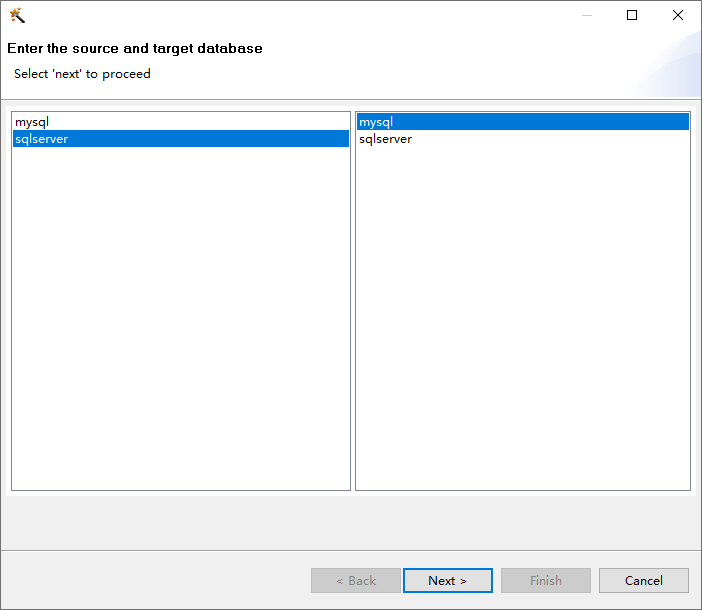 Enter the source and target database
Select 'next' to proceed
mysql
sqlserver
mysql
sqlserver
< Back
Next >
Finish
Cancel